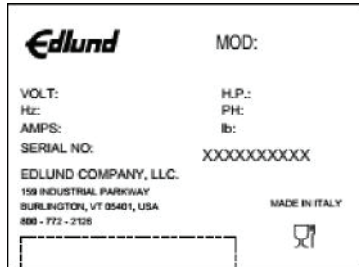 Edlund MOD:
VOLT: H.P.:
Hz: PH:
AMPS: lb:
SERIAL NO: XXXXXXXXXX
EDLUND COMPANY, LLC.
159 INDUSTRIAL PARKWAY
BURLINGTON, VT 05401, USA MADE IN ITALY
800 - 772 - 2126